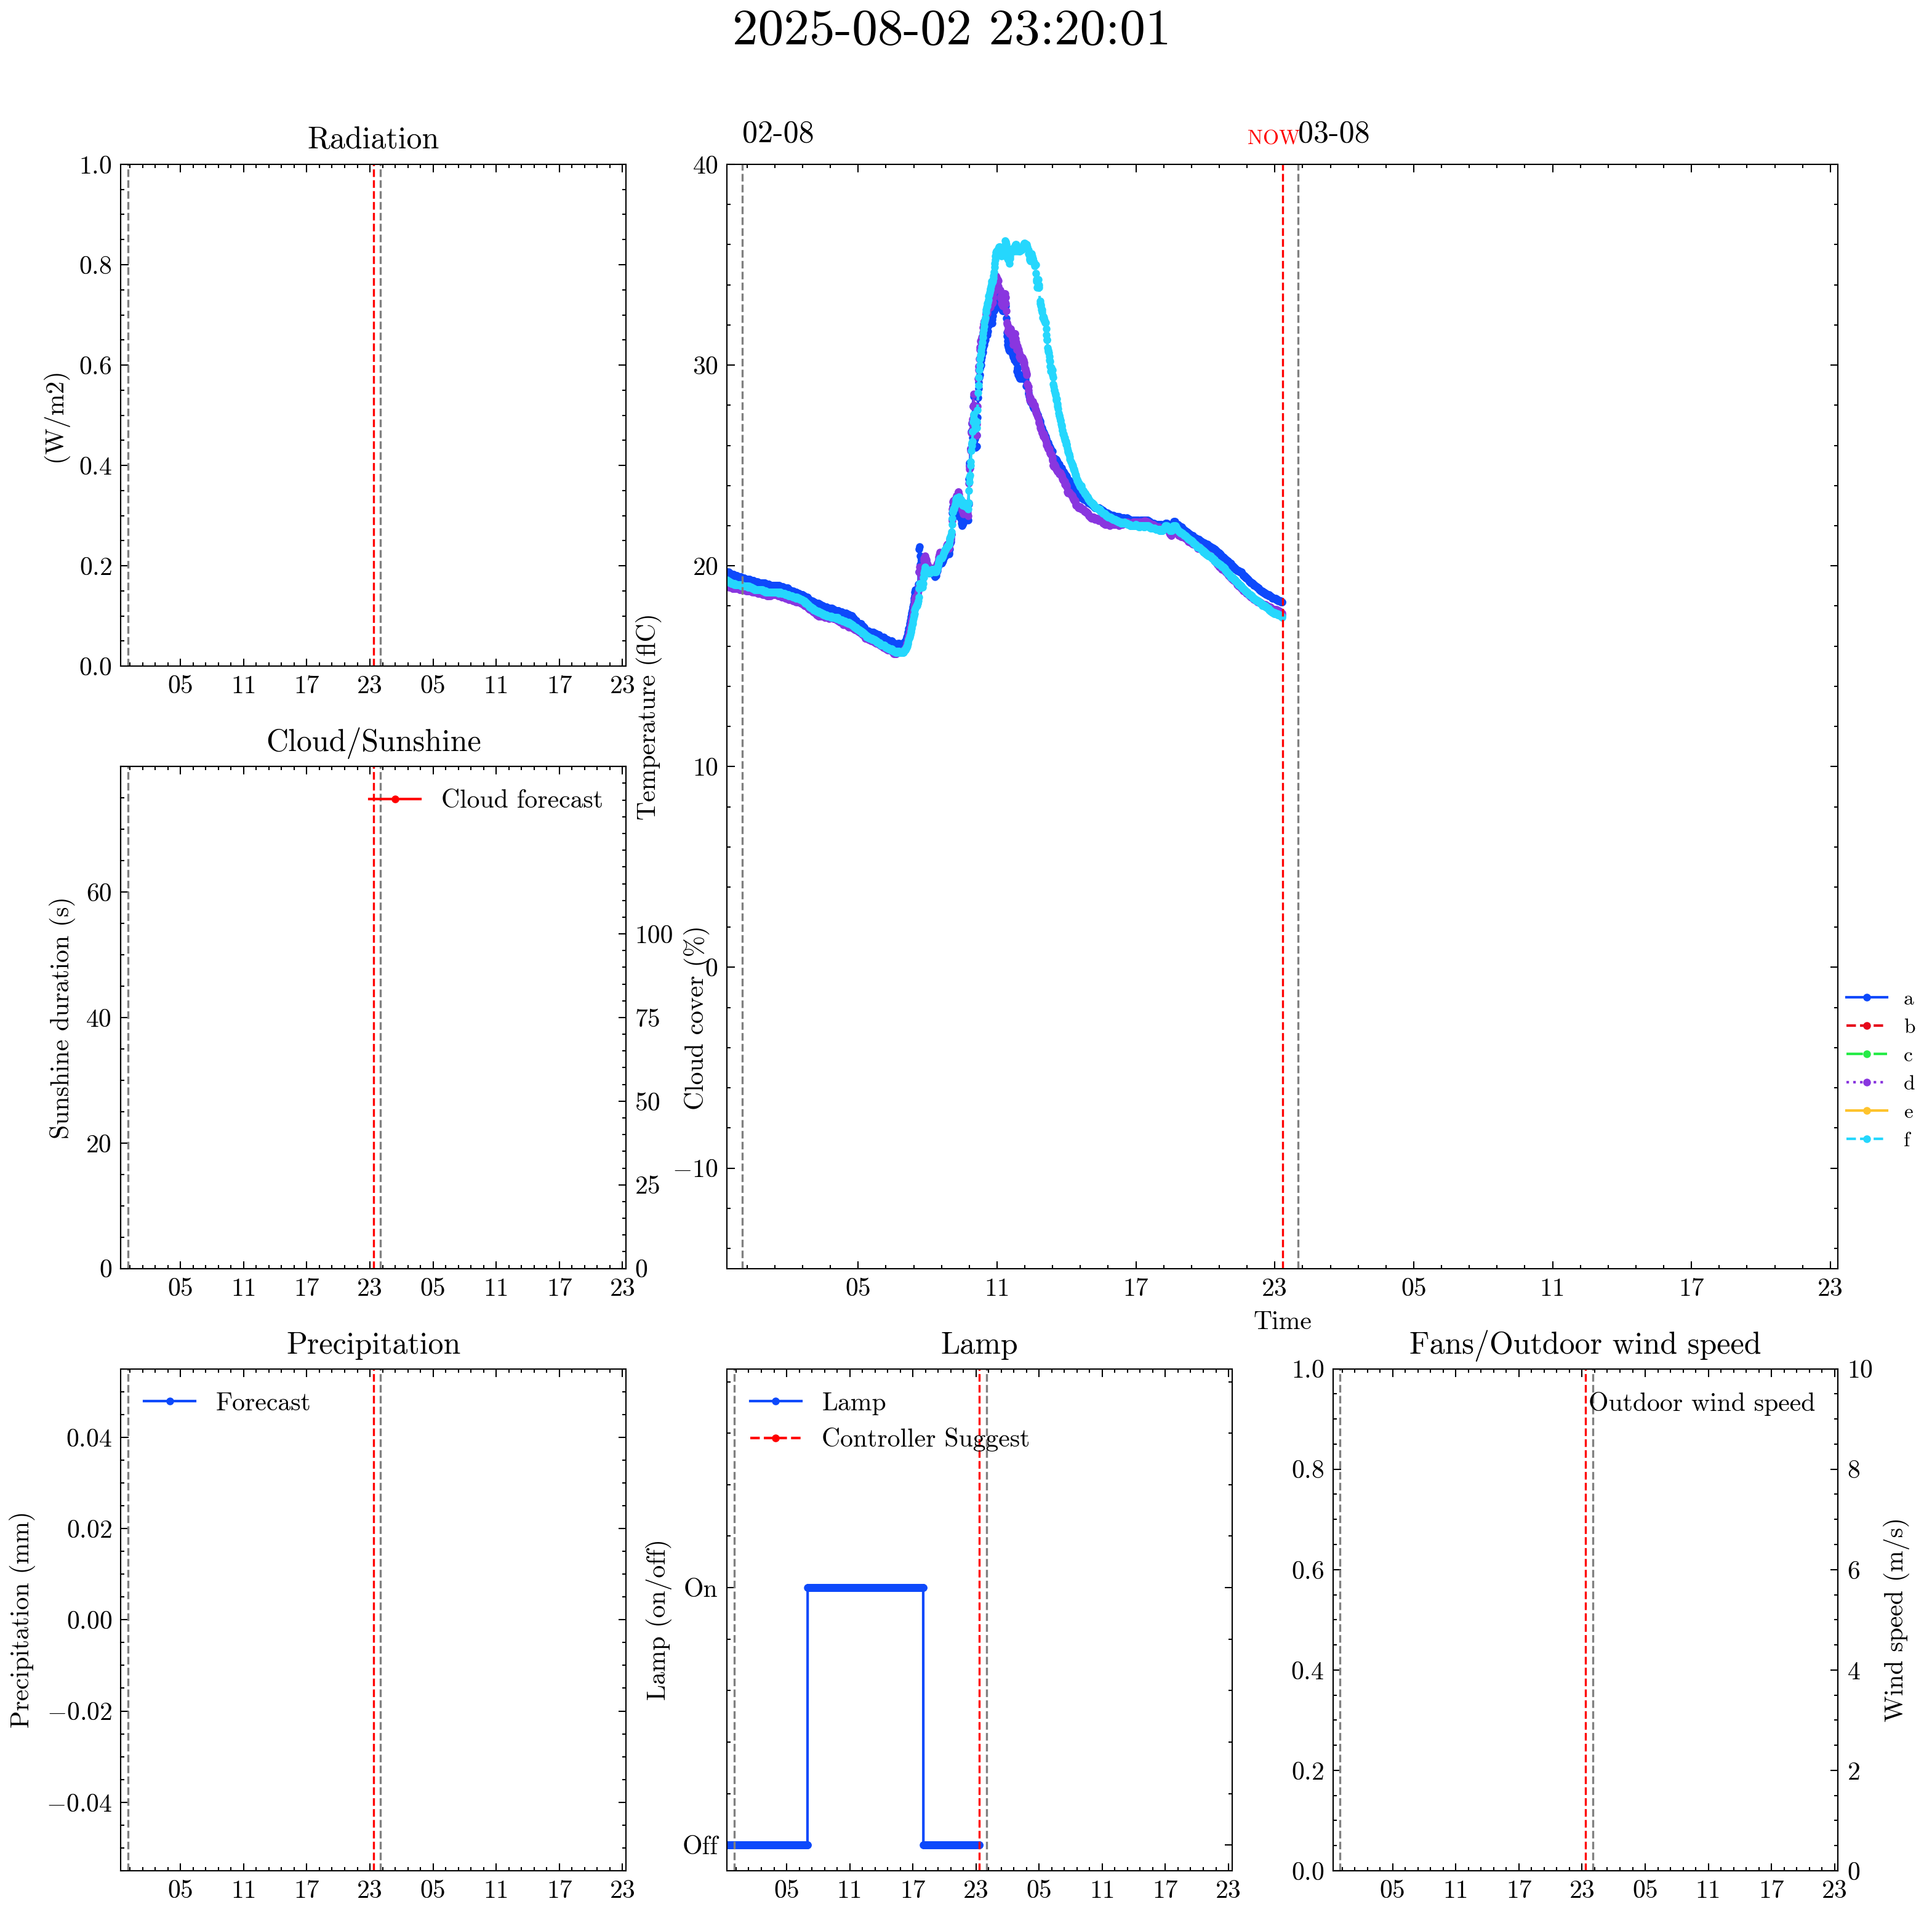 2025-08-02 23:20:01
Radiation
(W/m2)
1.0
0.8
0.6
0.4
0.2
0.0
05 11 17 23 05 11 17 23
02-08 NOW 03-08
Temperature (flC)
40
30
20
10
0
−10
05 11 17 23 05 11 17 23
Time
a
b
c
d
e
f
Cloud/Sunshine
Cloud forecast
Sunshine duration (s)
60
40
20
0
Cloud cover (%)
100
75
50
25
0
05 11 17 23 05 11 17 23
Precipitation
Forecast
Precipitation (mm)
0.04
0.02
0.00
−0.02
−0.04
05 11 17 23 05 11 17 23
Lamp
Lamp
Controller Suggest
Lamp (on/off)
On
Off
05 11 17 23 05 11 17 23
Fans/Outdoor wind speed
Outdoor wind speed
1.0
0.8
0.6
0.4
0.2
0.0
10
8
6
4
2
0
Wind speed (m/s)
05 11 17 23 05 11 17 23